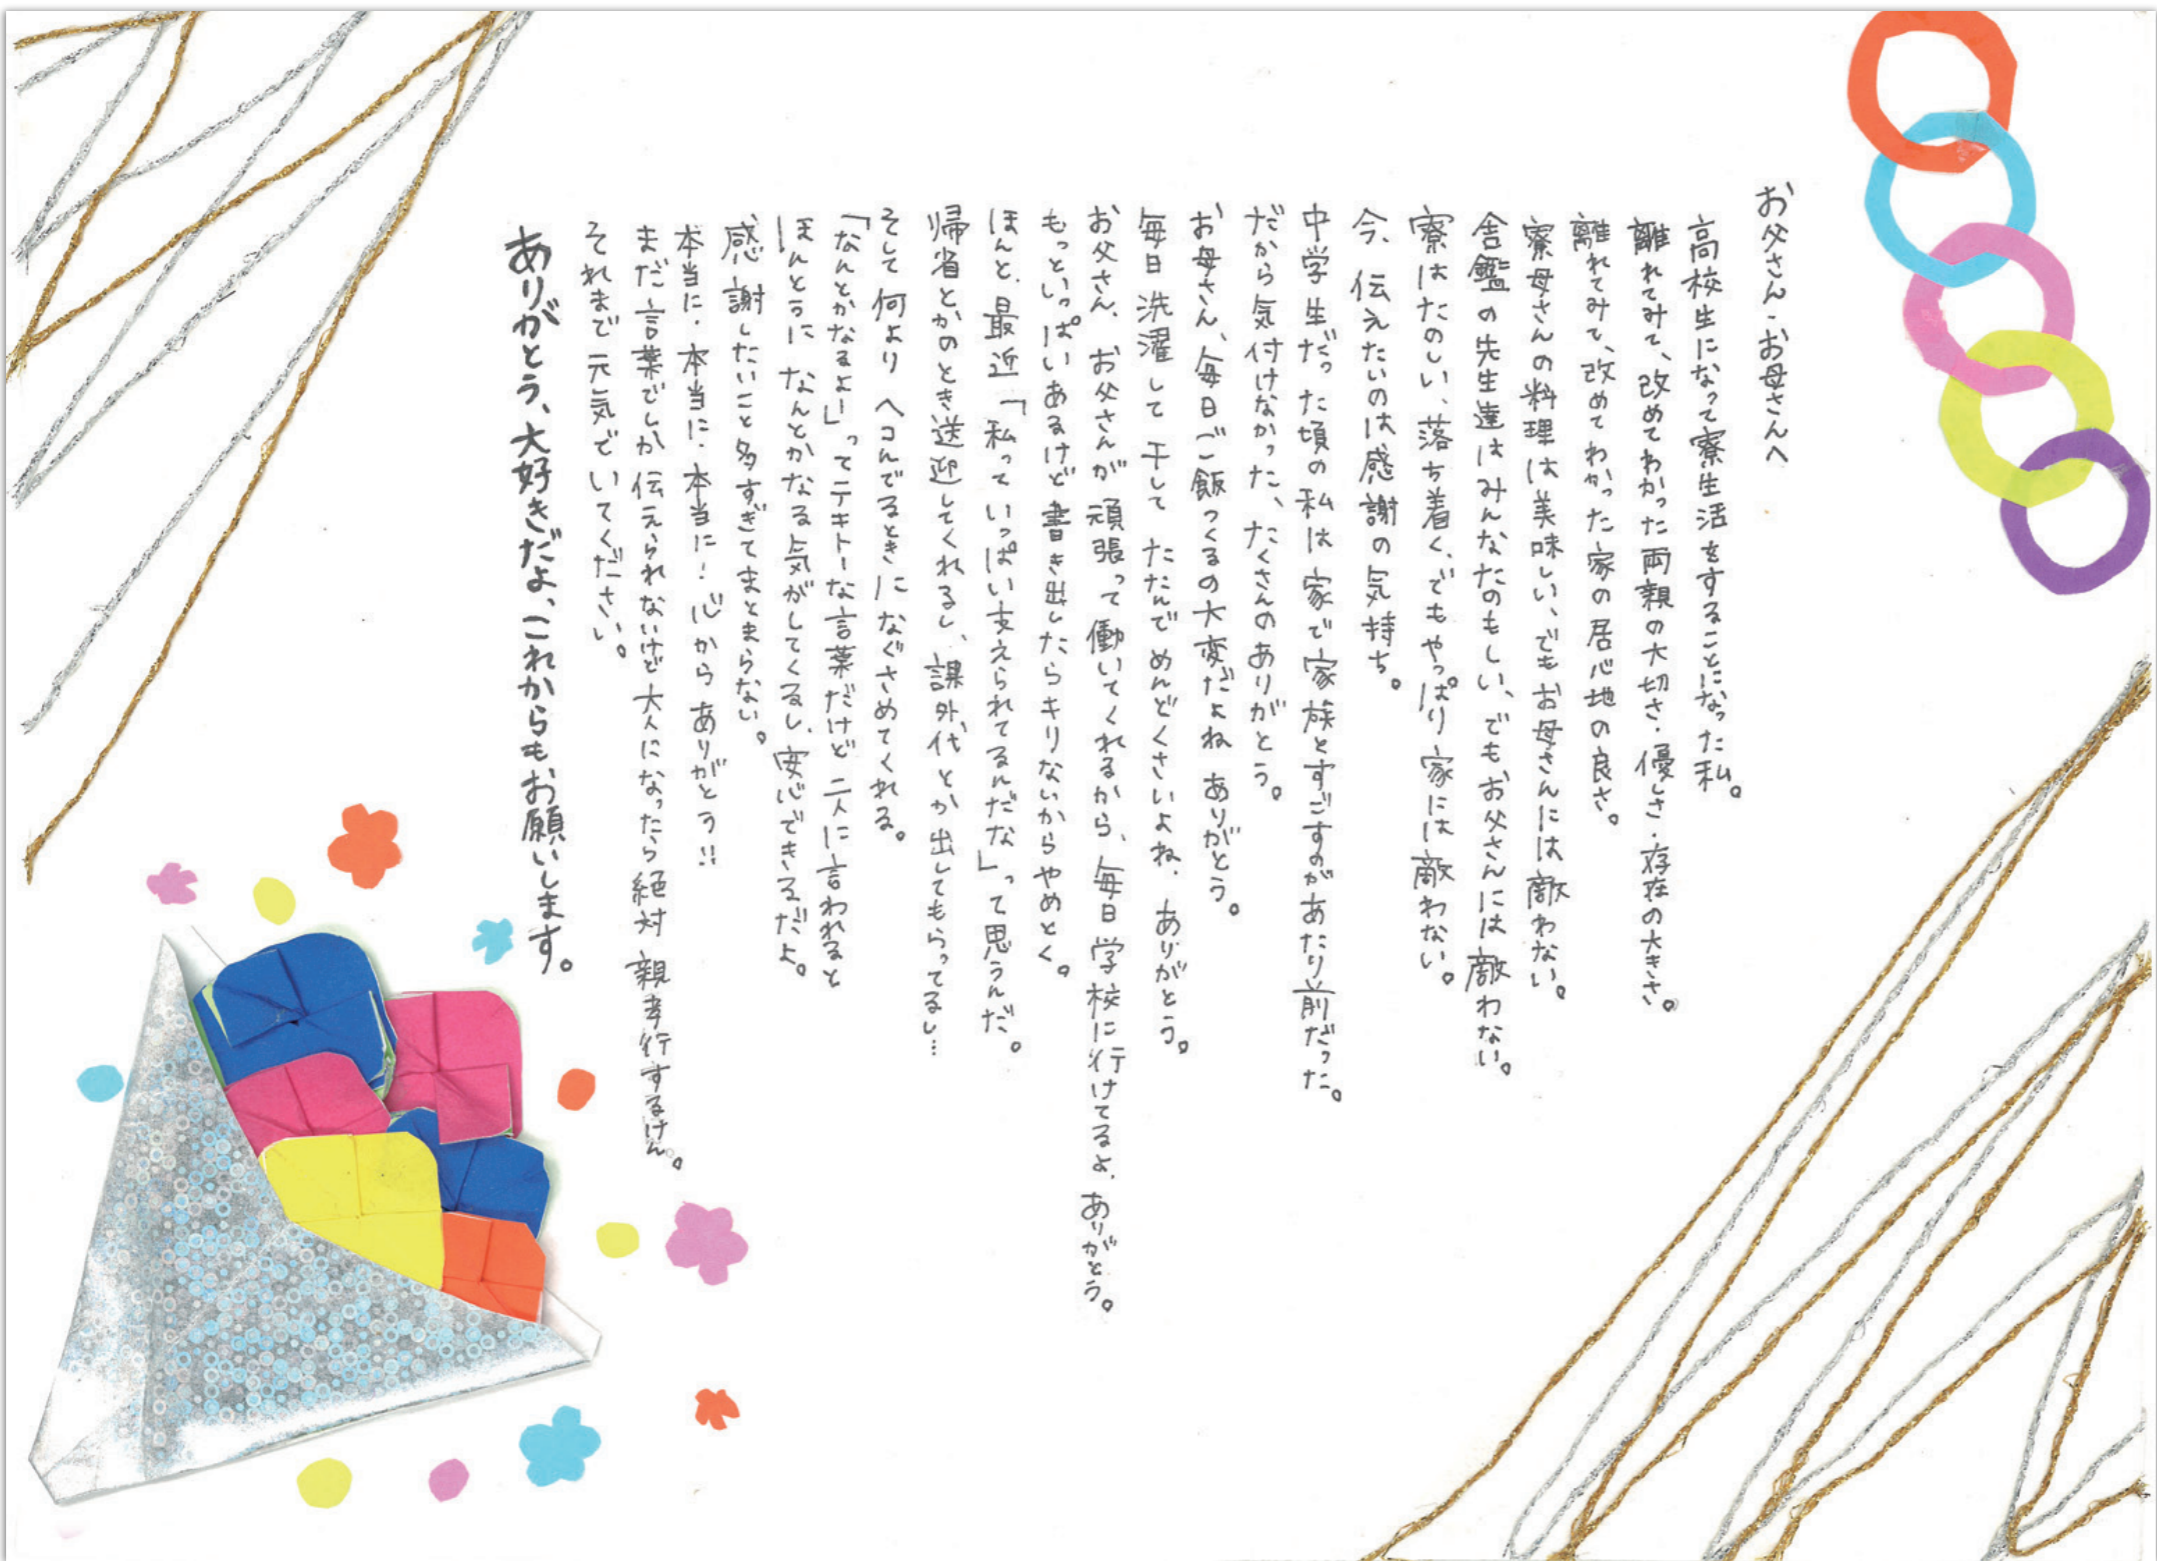 お父さん・お母さんへ
高校生になって寮生活をすることになった私。
離れてみて、改めてわかった両親の大切さ・優しさ・存在の大きさ。
離れてみて、改めてわかった家の居心地の良さ。
寮母さんの料理は美味しい、でもお母さんには敵わない。
舎鑑の先生達はみんなたのもしい、でもお父さんには敵わない。
寮はたのしい、落ち着く、でもやっぱり家には敵わない。
今、伝えたいのは感謝の気持ち。
中学生だった頃の私は家で家族とすごすのがあたり前だった。
だから気付けなかった、たくさんのありがとう。
お母さん、毎日ご飯つくるの大変だよね ありがとう。
毎日洗濯して干して たたんで めんどくさいよね、ありがとう。
お父さん、お父さんが頑張って働いてくれるから、毎日学校に行けてるよ、ありがとう。
もっといっぱいあるけど書き出したらキリないからやめとく。
ほんと、最近「私っていっぱい支えられてるんだな」って思うんだ。
帰省とかのとき送迎してくれるし、課外代とか出してもらってるし…
そして何より ヘコんでるときになぐさめてくれる。
「なんとかなるよー」ってテキトーな言葉だけど 二人に言われると
ほんとうに なんとかなる気がしてくるし、安心できるだよ。
感謝したいこと多すぎてまとまらない。
本当に・本当に・本当に！心から ありがとう!!
まだ言葉でしか伝えられないけど 大人になったら絶対 親孝行するけん。
それまで元気でいてください。
ありがとう、大好きだよ、これからもお願いします。